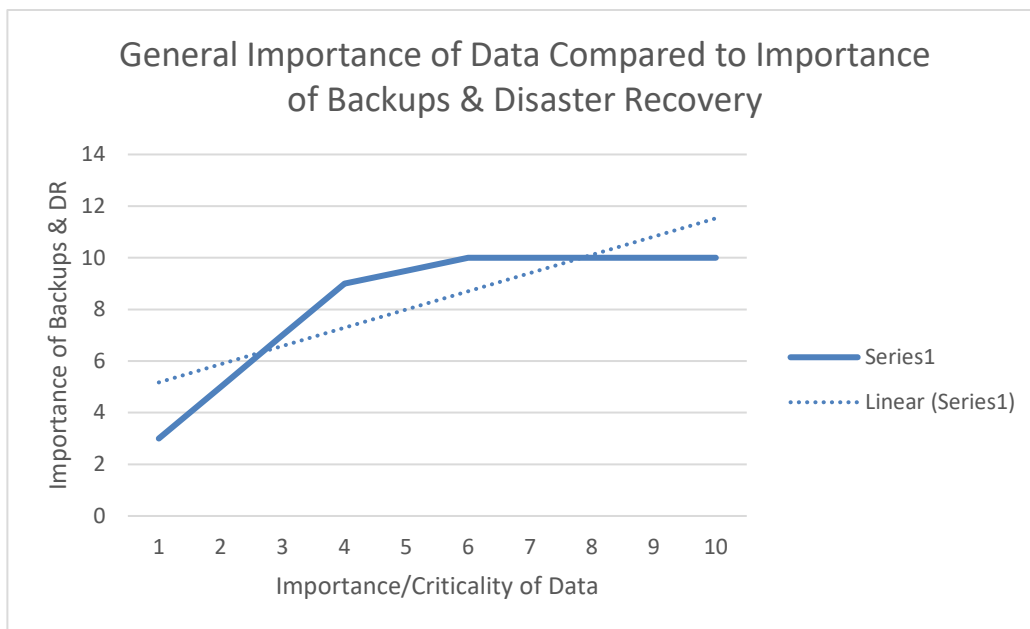 General Importance of Data Compared to Importance
of Backups & Disaster Recovery
Importance of Backups & DR
14
12
10
8
6
4
2
0
1 2 3 4 5 6 7 8 9 10
Importance/Criticality of Data
Series1
Linear (Series1)